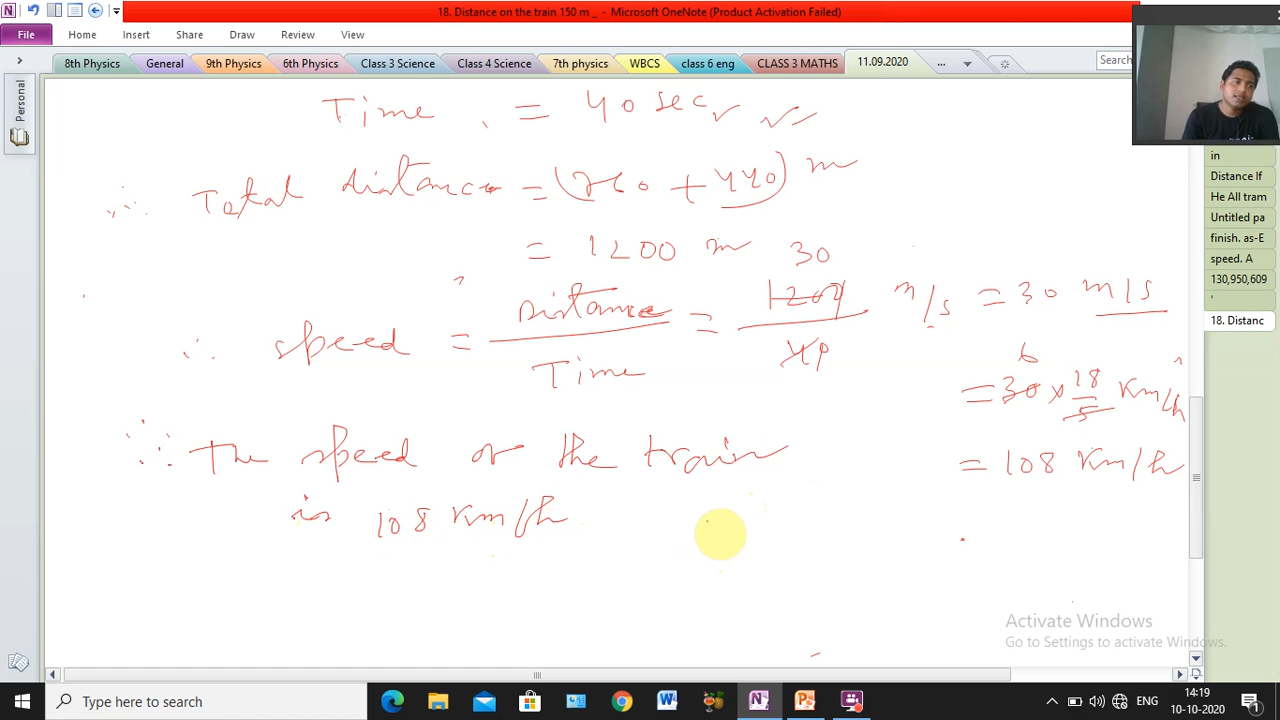 18. Distance on the train 150 m _ - Microsoft OneNote (Product Activation Failed)
File Home Insert Share Draw Review View
8th Physics General 9th Physics 6th Physics Class 3 Science Class 4 Science 7th physics WBCS class 6 eng CLASS 3 MATHS 11.09.2020 ... Search
Personal
in
Distance If
He All tram
Untitled pa
finish. as-E
speed. A
130,950,609
'
18. Distanc
Time = 40 sec
∴ Total distance = (760 + 440) m
= 1200 m
∴ speed = Distance / Time = 1200 / 40 m/s = 30 m/s
30
6
= 30 × 18/5 Km/h
= 108 Km/h
∴ The speed of the train
is 108 Km/h
Activate Windows
Go to Settings to activate Windows.
Type here to search
ENG
14:19
10-10-2020